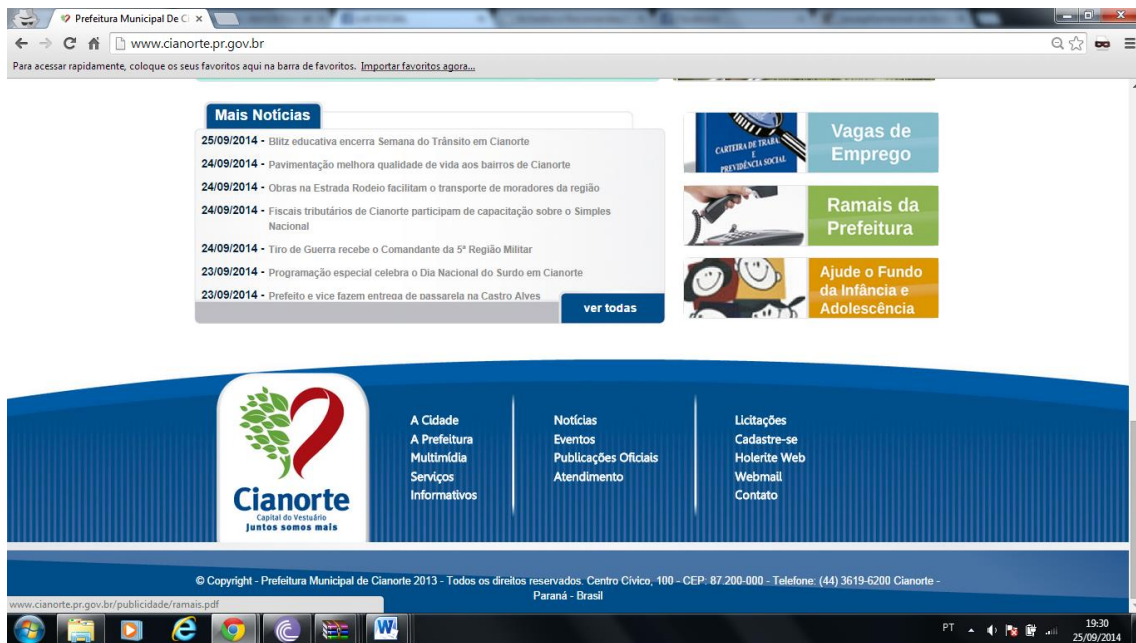 Prefeitura Municipal De Ci
www.cianorte.pr.gov.br
Para acessar rapidamente, coloque os seus favoritos aqui na barra de favoritos. Importar favoritos agora...
Mais Notícias
25/09/2014 - Blitz educativa encerra Semana do Trânsito em Cianorte
24/09/2014 - Pavimentação melhora qualidade de vida aos bairros de Cianorte
24/09/2014 - Obras na Estrada Rodeio facilitam o transporte de moradores da região
24/09/2014 - Fiscais tributários de Cianorte participam de capacitação sobre o Simples
Nacional
24/09/2014 - Tiro de Guerra recebe o Comandante da 5ª Região Militar
23/09/2014 - Programação especial celebra o Dia Nacional do Surdo em Cianorte
23/09/2014 - Prefeito e vice fazem entrega de passarela na Castro Alves
ver todas
CARTEIRA DE TRABA
E
PREVIDÊNCIA SOCIAL
Vagas de
Emprego
Ramais da
Prefeitura
Ajude o Fundo
da Infância e
Adolescência
Cianorte
Capital do Vestuário
Juntos somos mais
A Cidade
A Prefeitura
Multimídia
Serviços
Informativos
Notícias
Eventos
Publicações Oficiais
Atendimento
Licitações
Cadastre-se
Holerite Web
Webmail
Contato
© Copyright - Prefeitura Municipal de Cianorte 2013 - Todos os direitos reservados. Centro Cívico, 100 - CEP: 87.200-000 - Telefone: (44) 3619-6200 Cianorte -
Paraná - Brasil
www.cianorte.pr.gov.br/publicidade/ramais.pdf
PT
19:30
25/09/2014